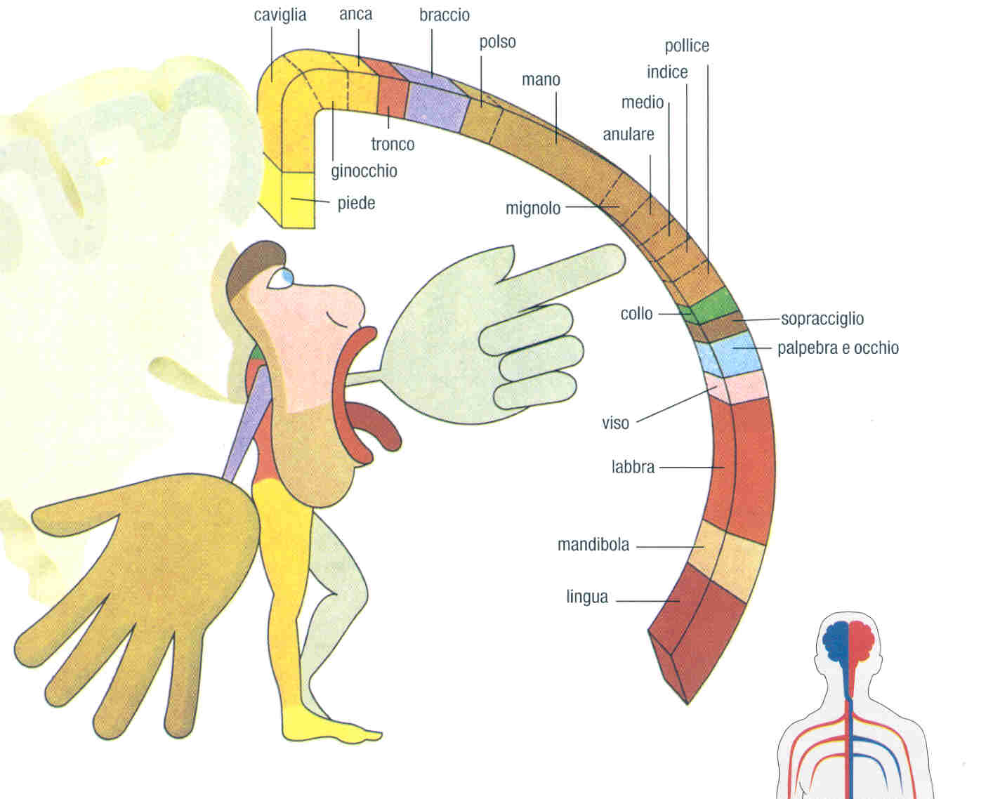 caviglia
anca
braccio
polso
pollice
indice
mano
medio
anulare
tronco
ginocchio
piede
mignolo
collo
sopracciglio
palpebra e occhio
viso
labbra
mandibola
lingua